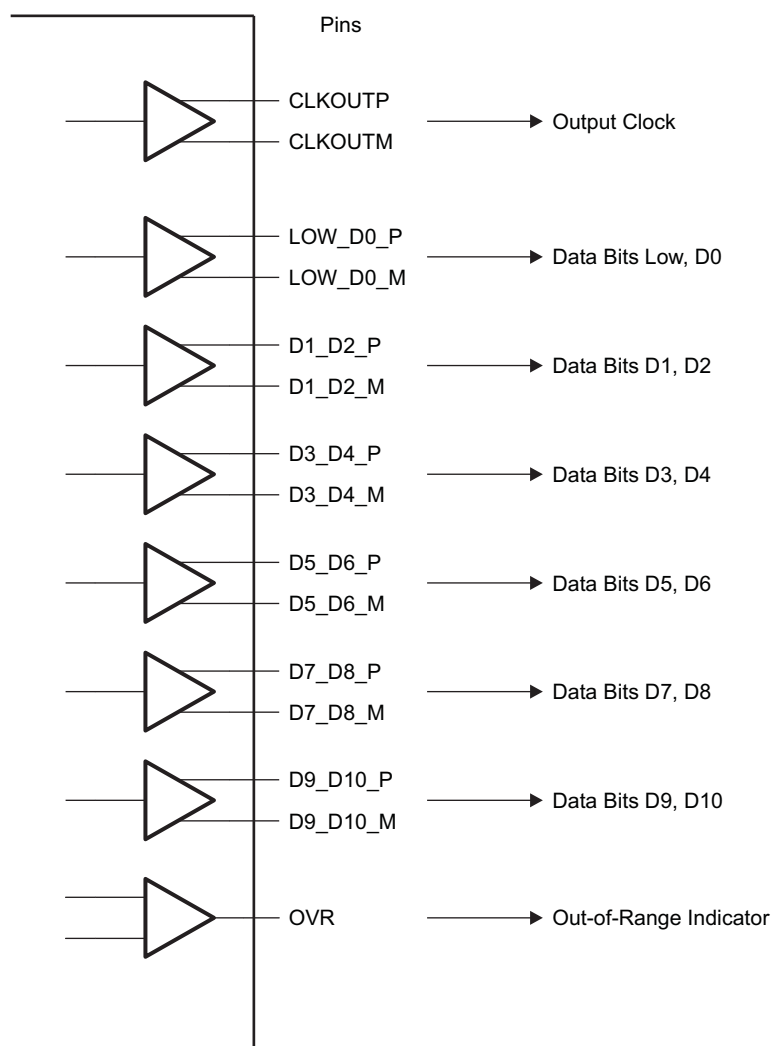 Pins
CLKOUTP
CLKOUTM
Output Clock
LOW_D0_P
LOW_D0_M
Data Bits Low, D0
D1_D2_P
D1_D2_M
Data Bits D1, D2
D3_D4_P
D3_D4_M
Data Bits D3, D4
D5_D6_P
D5_D6_M
Data Bits D5, D6
D7_D8_P
D7_D8_M
Data Bits D7, D8
D9_D10_P
D9_D10_M
Data Bits D9, D10
OVR
Out-of-Range Indicator